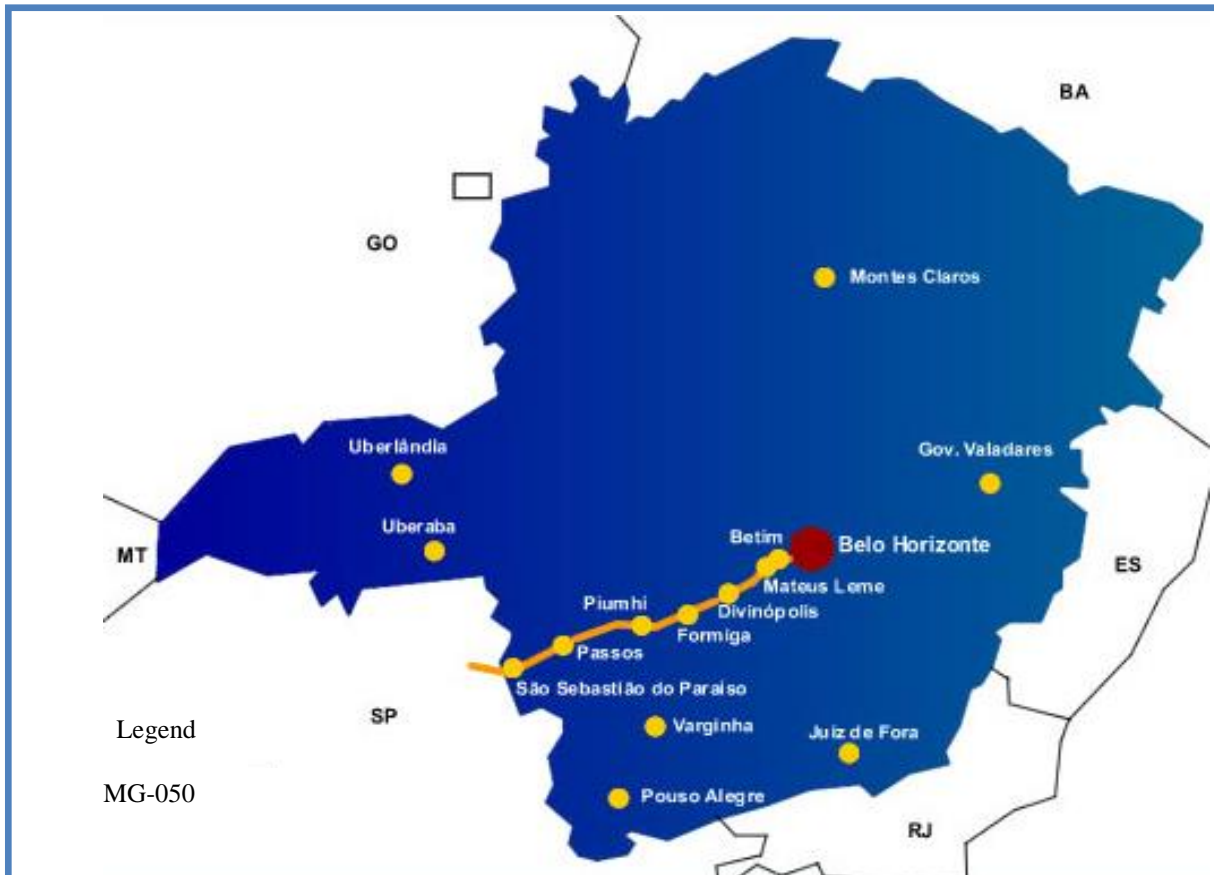 BA
GO
Montes Claros
Uberlândia
Gov. Valadares
Uberaba
Betim
Belo Horizonte
MT
ES
Mateus Leme
Piumhi
Divinópolis
Formiga
Passos
São Sebastião do Paraiso
SP
Legend
Varginha
Juiz de Fora
MG-050
Pouso Alegre
RJ